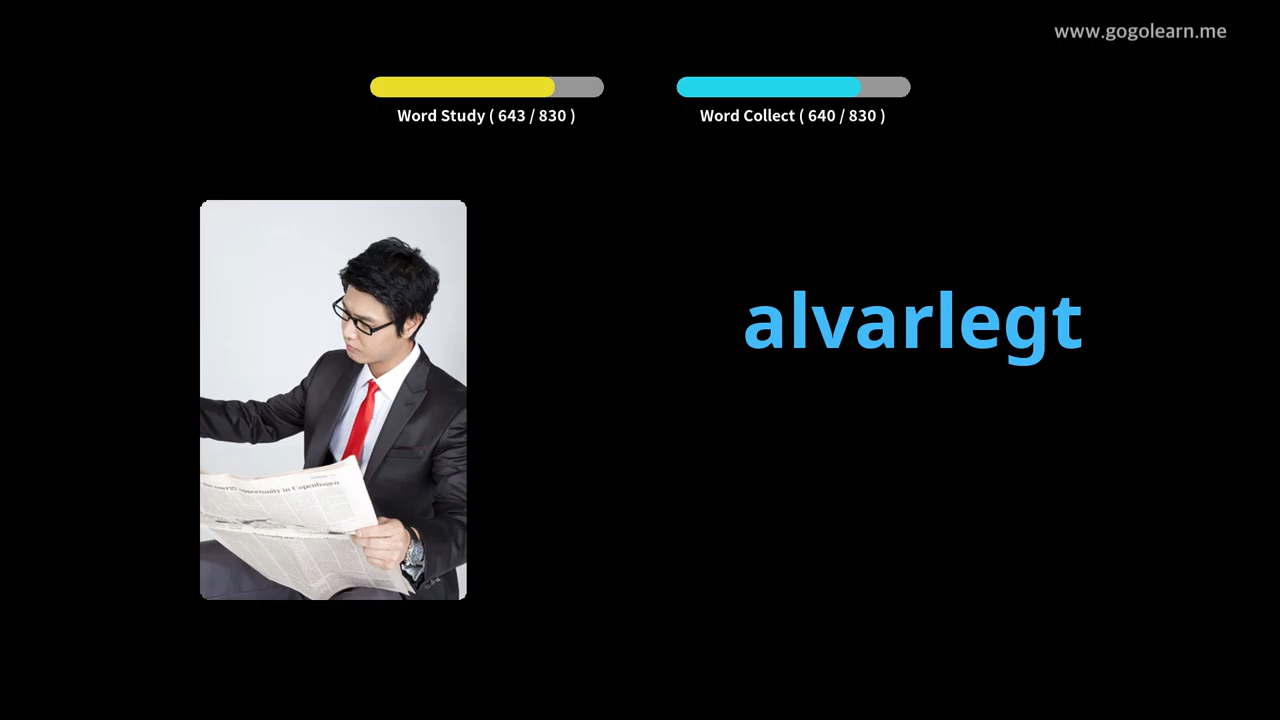 www.gogolearn.me
Word Study ( 643 / 830 )
Word Collect ( 640 / 830 )
alvarlegt
opportunity in Copenhagen